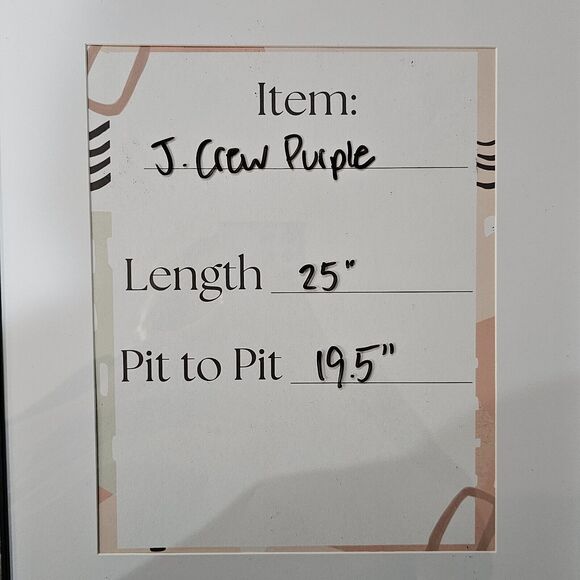 Item:
J. Crew Purple
Length 25"
Pit to Pit 19.5"